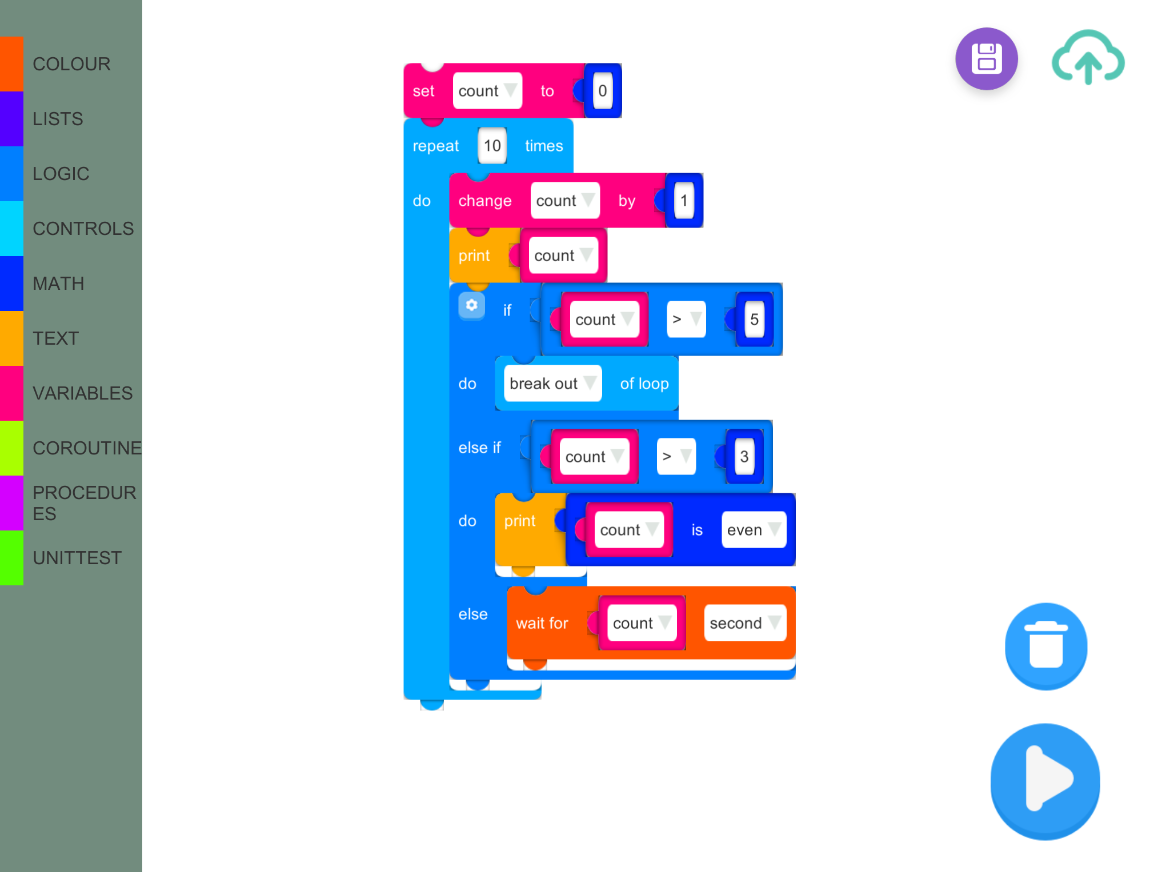 COLOUR
LISTS
LOGIC
CONTROLS
MATH
TEXT
VARIABLES
COROUTINE
PROCEDUR
ES
UNITTEST
set count to 0
repeat 10 times
do change count by 1
print count
if count > 5
do break out of loop
else if count > 3
do print count is even
else wait for count second